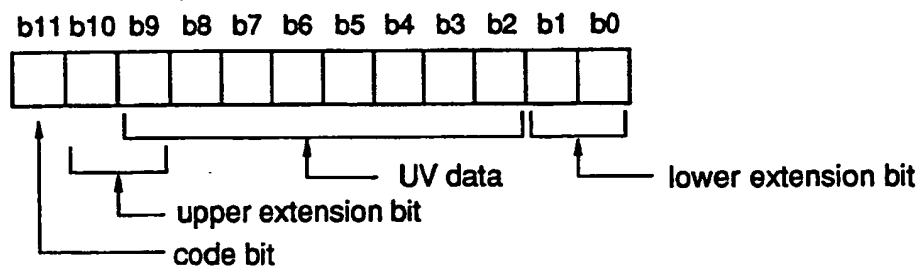 b11 b10 b9 b8 b7 b6 b5 b4 b3 b2 b1 b0
UV data
lower extension bit
upper extension bit
code bit